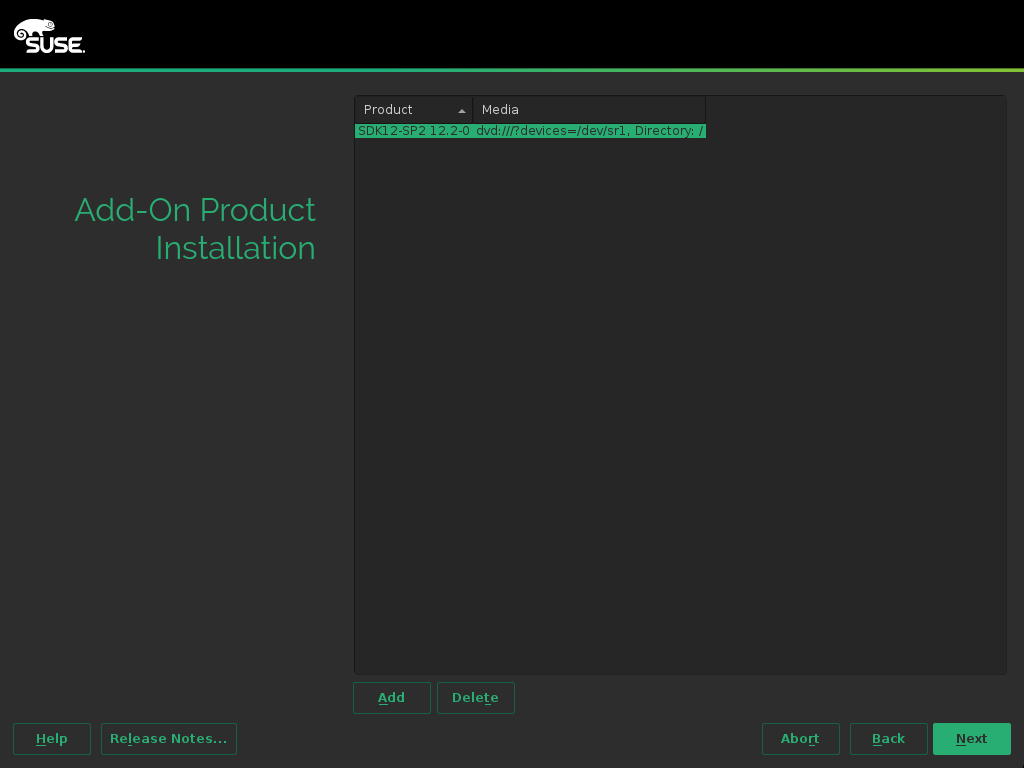 SUSE.
Product Media
SDK12-SP2 12.2-0 dvd:///?devices=/dev/sr1, Directory: /
Add-On Product
Installation
Add Delete
Help Release Notes... Abort Back Next